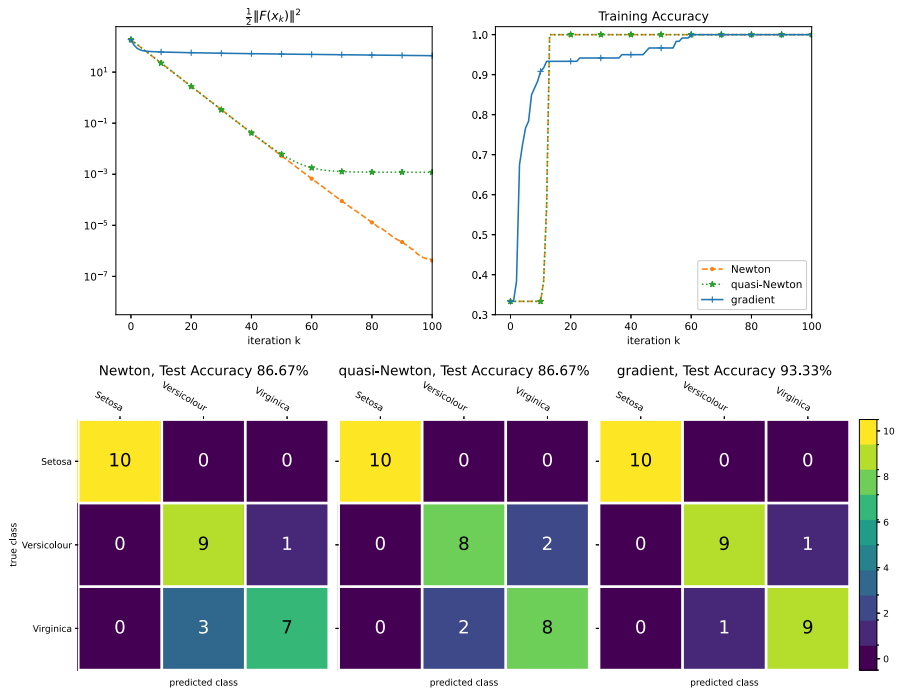 ½‖F(xₖ)‖²
10¹
10⁻¹
10⁻³
10⁻⁵
10⁻⁷
0 20 40 60 80 100
iteration k
Training Accuracy
1.0
0.9
0.8
0.7
0.6
0.5
0.4
0.3
Newton
quasi-Newton
gradient
0 20 40 60 80 100
iteration k
Newton, Test Accuracy 86.67%
Setosa Versicolour Virginica
true class
Setosa 10 0 0
Versicolour 0 9 1
Virginica 0 3 7
predicted class
quasi-Newton, Test Accuracy 86.67%
Setosa Versicolour Virginica
10 0 0
0 8 2
0 2 8
predicted class
gradient, Test Accuracy 93.33%
Setosa Versicolour Virginica
10 0 0
0 9 1
0 1 9
predicted class
10
8
6
4
2
0